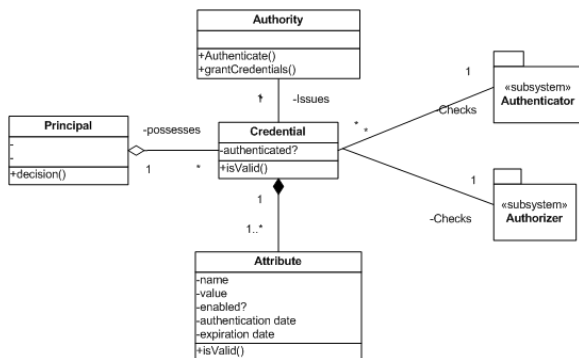 Authority
+Authenticate()
+grantCredentials()
-Issues
1
«subsystem»
Authenticator
-Checks
*
*
Principal
-
-
+decision()
-possesses
1
*
Credential
-authenticated?
+isValid()
1
1..*
1
«subsystem»
Authorizer
-Checks
Attribute
-name
-value
-enabled?
-authentication date
-expiration date
+isValid()